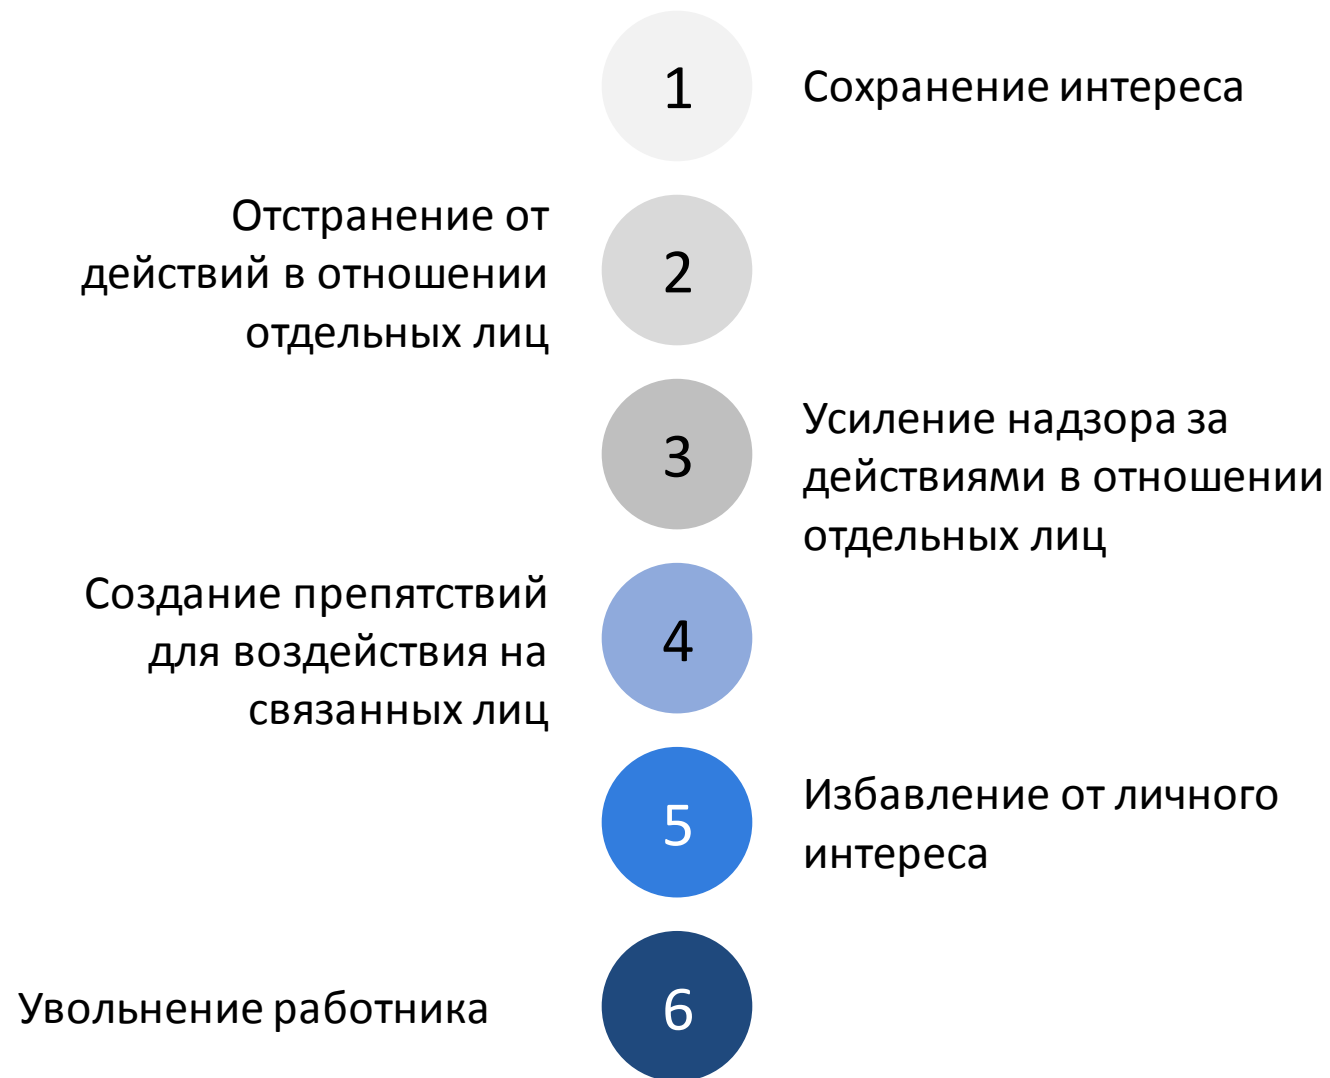 1
Сохранение интереса
Отстранение от
действий в отношении
отдельных лиц
2
3
Усиление надзора за
действиями в отношении
отдельных лиц
Создание препятствий
для воздействия на
связанных лиц
4
5
Избавление от личного
интереса
Увольнение работника
6